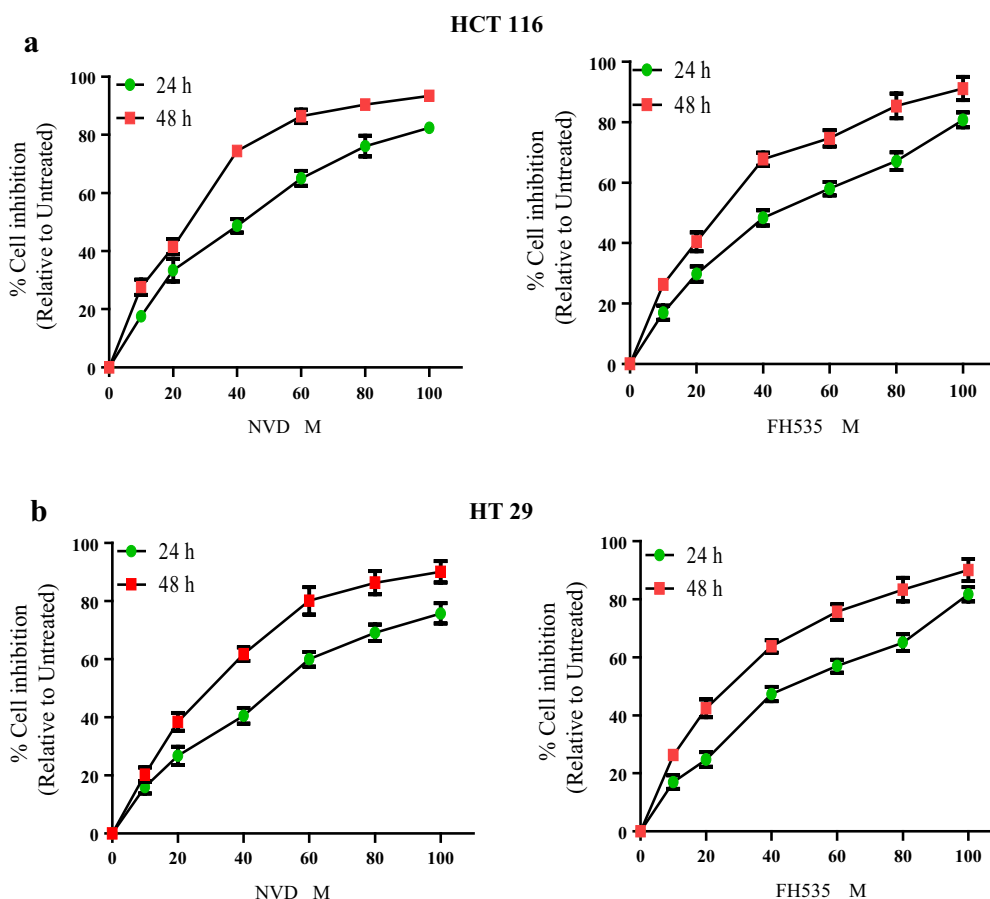 HCT 116
a
24 h
48 h
% Cell inhibition
(Relative to Untreated)
100
80
60
40
20
0
0 20 40 60 80 100
NVD M
24 h
48 h
% Cell inhibition
(Relative to Untreated)
100
80
60
40
20
0
0 20 40 60 80 100
FH535 M
b
HT 29
24 h
48 h
% Cell inhibition
(Relative to Untreated)
100
80
60
40
20
0
0 20 40 60 80 100
NVD M
24 h
48 h
% Cell inhibition
(Relative to Untreated)
100
80
60
40
20
0
0 20 40 60 80 100
FH535 M